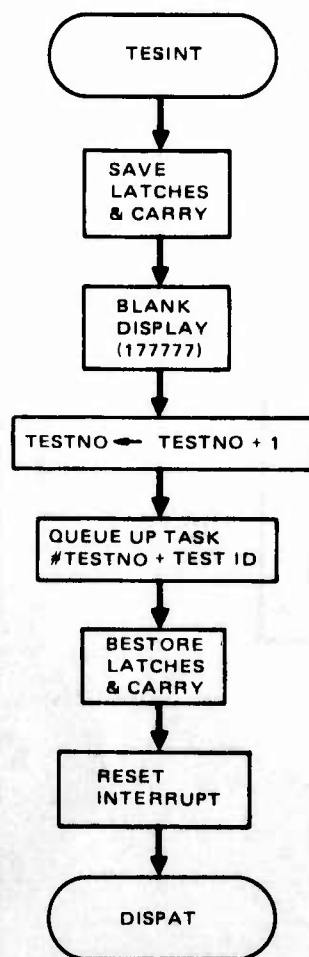 TESINT
SAVE
LATCHES
& CARRY
BLANK
DISPLAY
(177777)
TESTNO ← TESTNO + 1
QUEUE UP TASK
#TESTNO + TEST ID
BESTORE
LATCHES
& CARRY
RESET
INTERRUPT
DISPAT